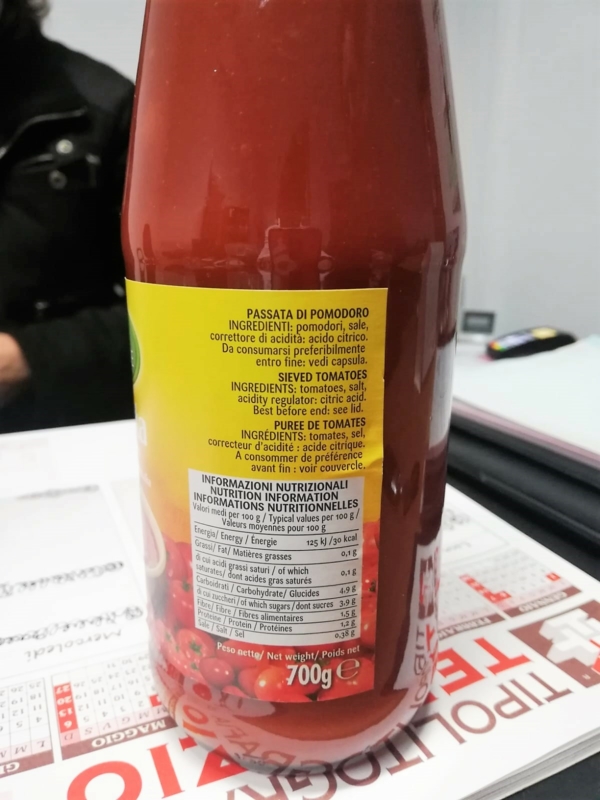 PASSATA DI POMODORO
INGREDIENTI: pomodori, sale,
correttore di acidità: acido citrico.
Da consumarsi preferibilmente
entro fine: vedi capsula.
SIEVED TOMATOES
INGREDIENTS: tomatoes, salt,
acidity regulator: citric acid.
Best before end: see lid.
PUREE DE TOMATES
INGRÉDIENTS: tomates, sel,
correcteur d'acidité : acide citrique.
A consommer de préférence
avant fin : voir couvercle.
INFORMAZIONI NUTRIZIONALI
NUTRITION INFORMATION
INFORMATIONS NUTRITIONNELLES
Valori medi per 100 g / Typical values per 100 g /
Valeurs moyennes pour 100 g
Energia/ Energy / Énergie 125 kJ /30 kcal
Grassi/ Fat/ Matières grasses 0,1 g
di cui acidi grassi saturi / of which
saturates/ dont acides gras saturés 0,1 g
Carboidrati / Carbohydrate/ Glucides 4,9 g
di cui zuccheri / of which sugars/ dont sucres 3,9 g
Fibre/ Fibre / Fibres alimentaires 1,5 g
Proteine / Protein / Protéines 1,2 g
Sale / Salt / Sel 0,38 g
Peso netto/ Net weight/ Poids net
700g e
Mercoledì
MAGGIO
GENNAIO
TIPOLITOGRA